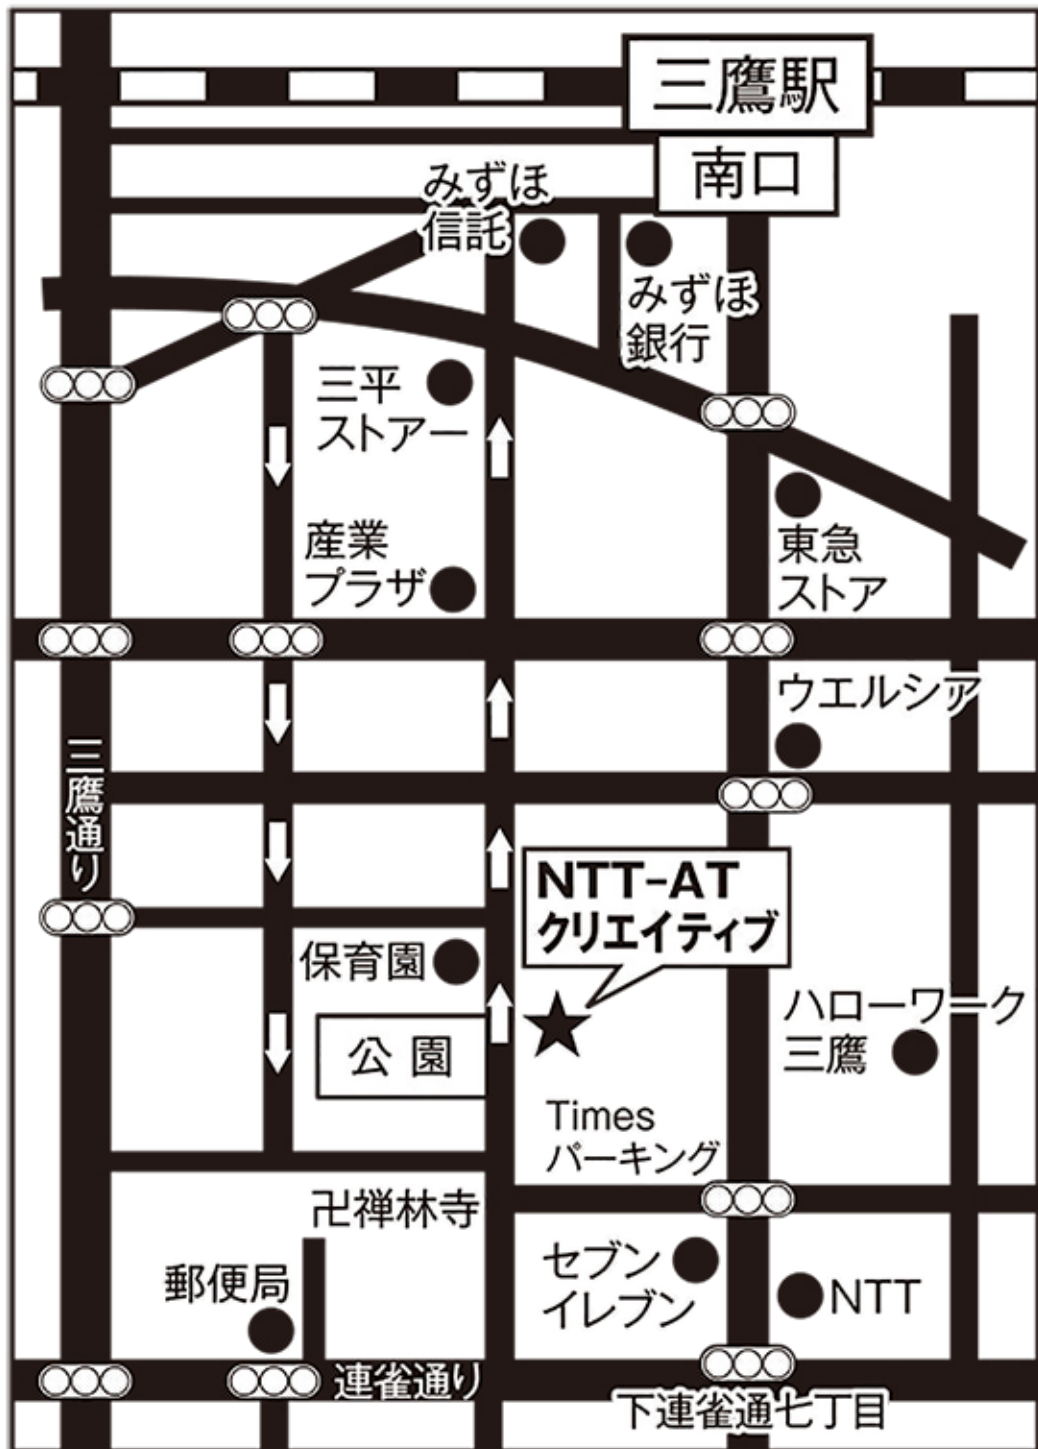 三鷹駅
南口
みずほ
信託
みずほ
銀行
三平
ストアー
産業
プラザ
東急
ストア
ウエルシア
三鷹通り
NTT-AT
クリエイティブ
保育園
公園
ハローワーク
三鷹
Times
パーキング
卍禅林寺
郵便局
セブン
イレブン
NTT
連雀通り
下連雀通七丁目